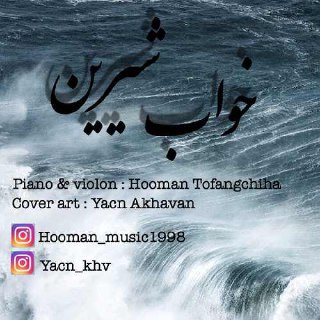 خواب شیرین
Piano & violon : Hooman Tofangchiha
Cover art : Yacn Akhavan
Hooman_music1998
Yacn_khv